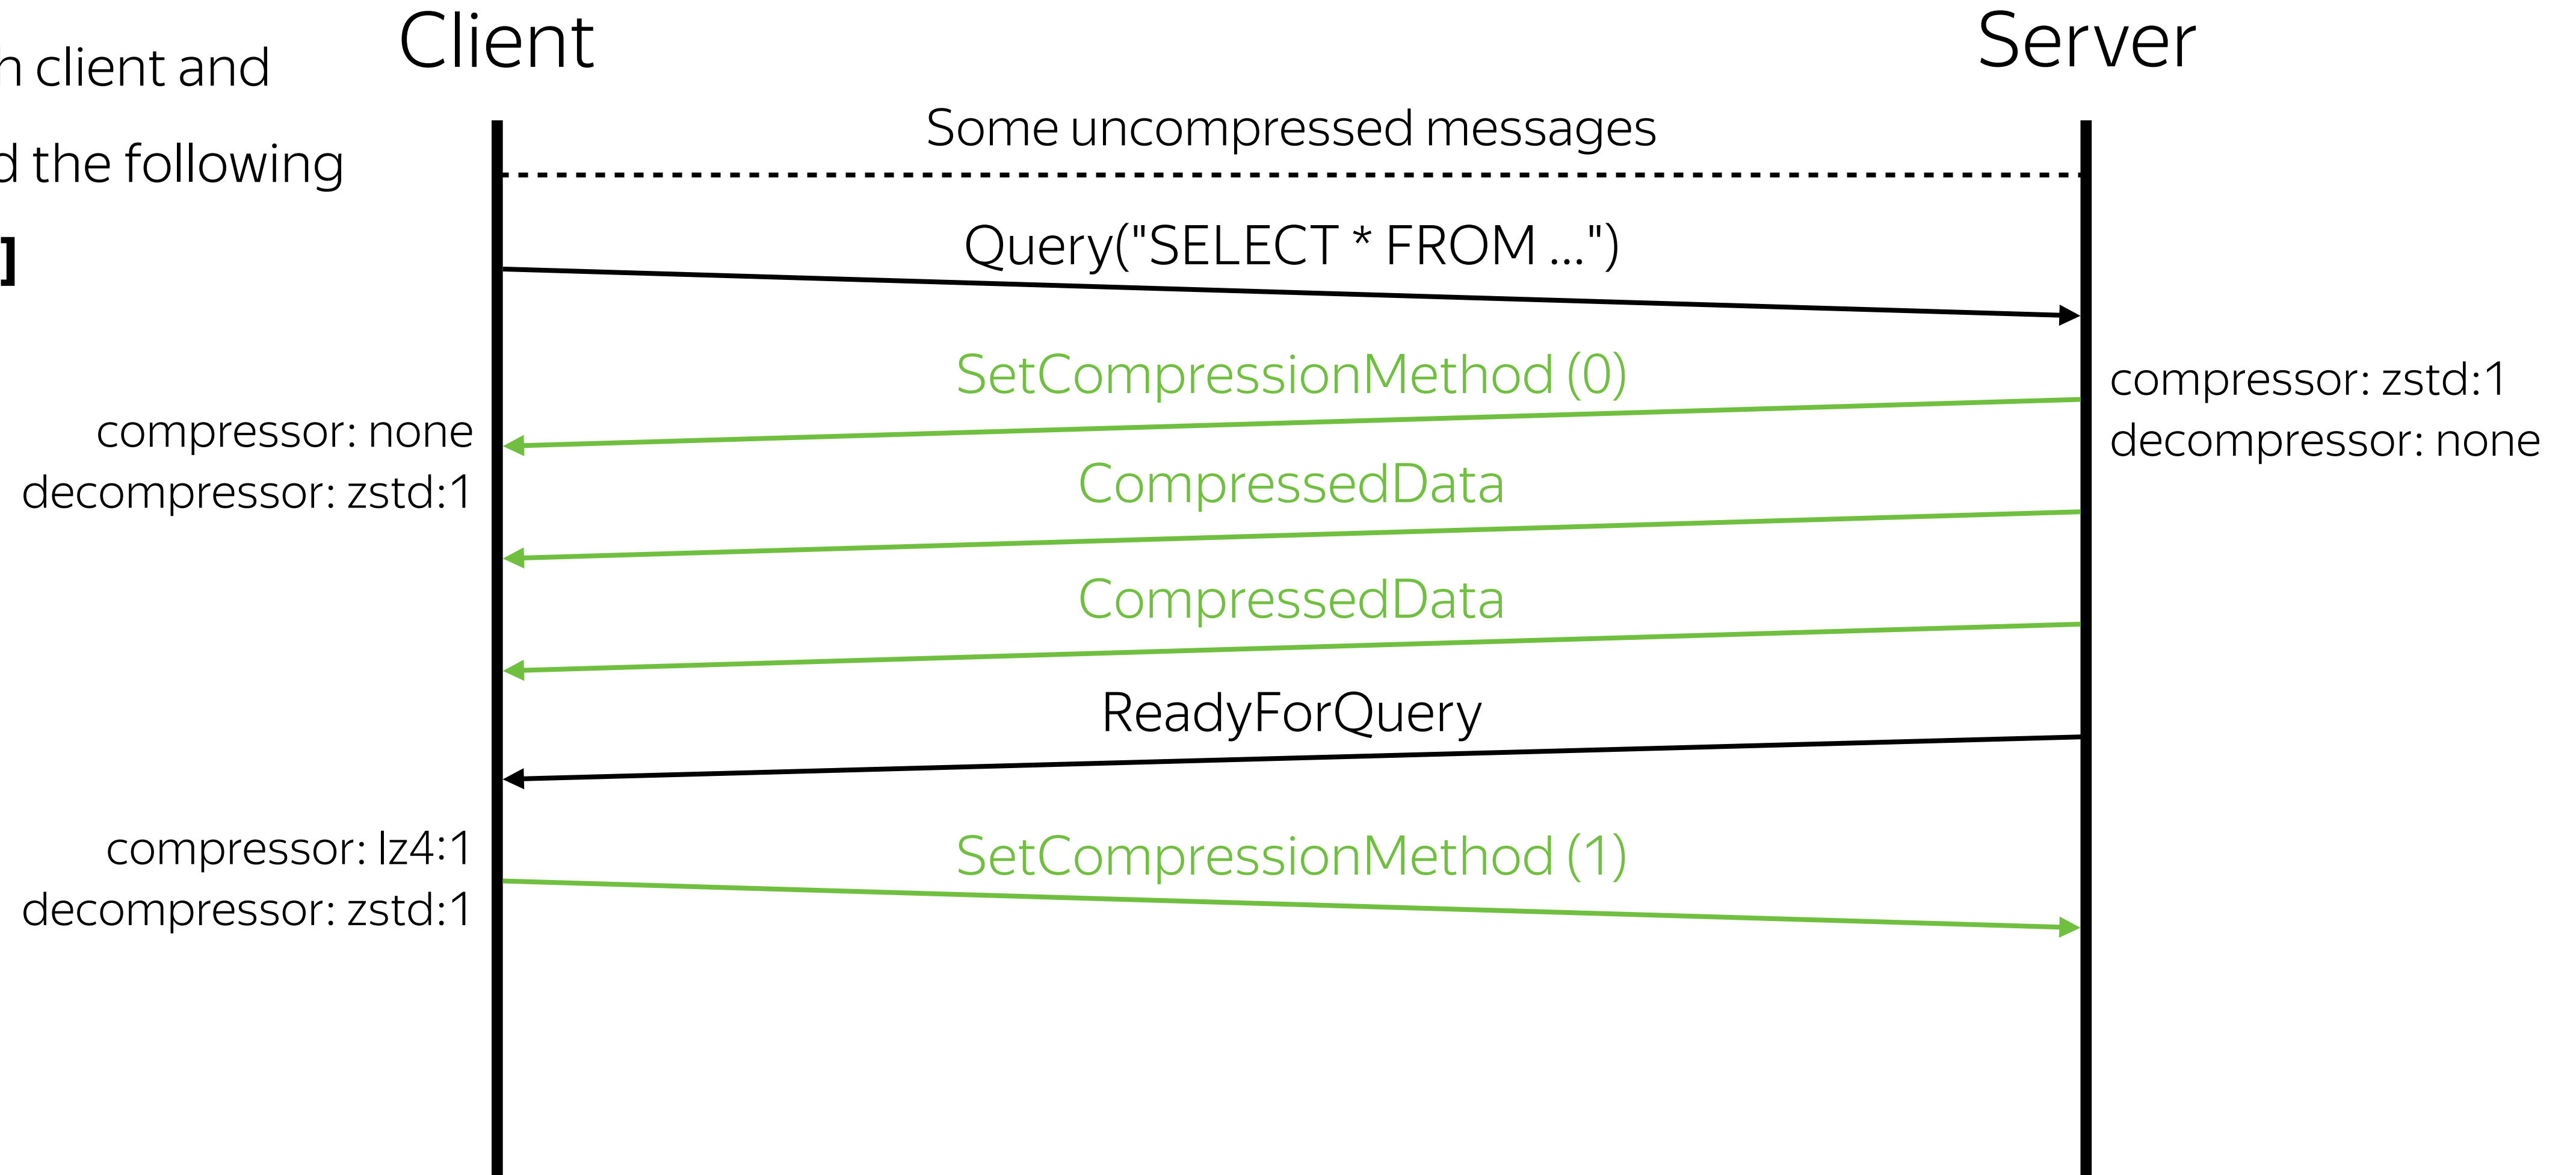 Client
Server
client and
the following
]
Some uncompressed messages
Query("SELECT * FROM ...")
SetCompressionMethod (0)
compressor: zstd:1
decompressor: none
compressor: none
decompressor: zstd:1
CompressedData
CompressedData
ReadyForQuery
compressor: lz4:1
decompressor: zstd:1
SetCompressionMethod (1)